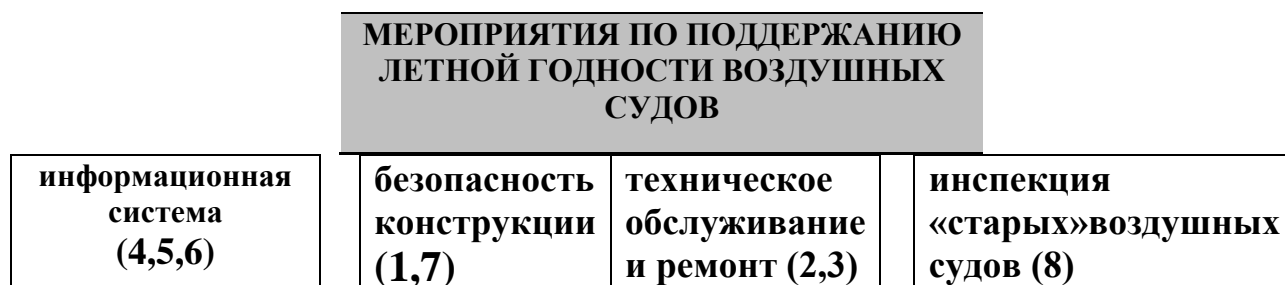 МЕРОПРИЯТИЯ ПО ПОДДЕРЖАНИЮ
ЛЕТНОЙ ГОДНОСТИ ВОЗДУШНЫХ
СУДОВ
информационная
система
(4,5,6)
безопасность
конструкции
(1,7)
техническое
обслуживание
и ремонт (2,3)
инспекция
«старых»воздушных
судов (8)